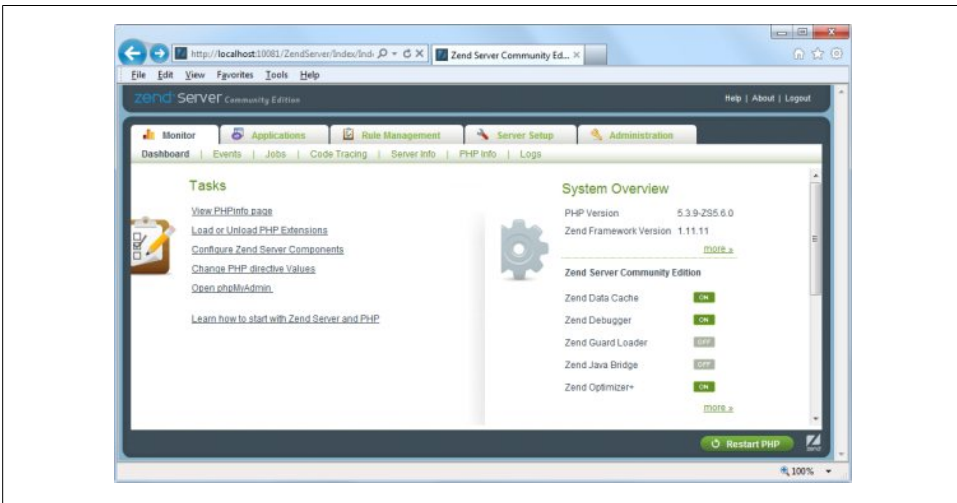 http://localhost:10081/ZendServer/Index/Ind
Zend Server Community Ed...
File Edit View Favorites Tools Help
zend Server Community Edition
Help | About | Logout
Monitor Applications Rule Management Server Setup Administration
Dashboard | Events | Jobs | Code Tracing | Server Info | PHP Info | Logs
Tasks
View PHPinfo page
Load or Unload PHP Extensions
Configure Zend Server Components
Change PHP directive Values
Open phpMyAdmin
Learn how to start with Zend Server and PHP
System Overview
PHP Version 5.3.9-ZS5.6.0
Zend Framework Version 1.11.11
more »
Zend Server Community Edition
Zend Data Cache ON
Zend Debugger ON
Zend Guard Loader OFF
Zend Java Bridge OFF
Zend Optimizer+ ON
more »
Restart PHP
zend
100%